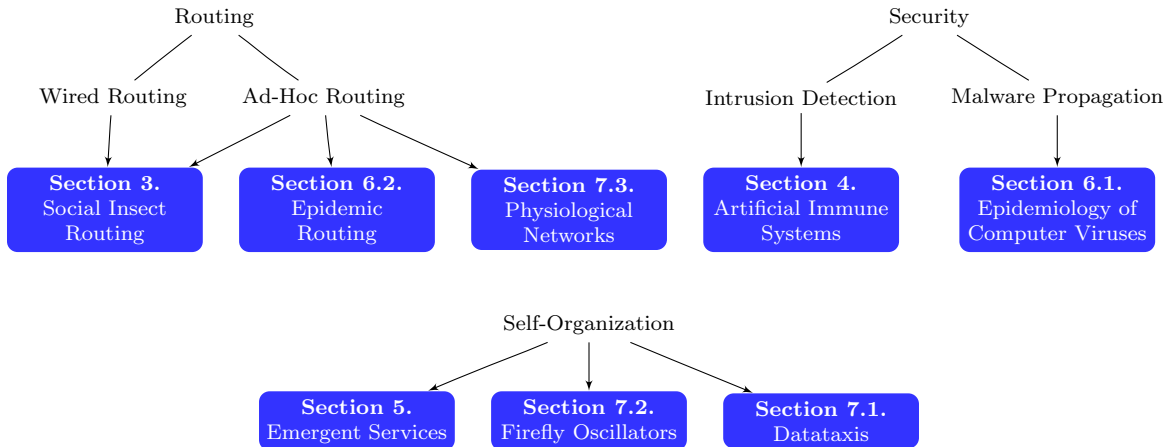 Routing
Security
Wired Routing
Ad-Hoc Routing
Intrusion Detection
Malware Propagation
Section 3.
Social Insect
Routing
Section 6.2.
Epidemic
Routing
Section 7.3.
Physiological
Networks
Section 4.
Artificial Immune
Systems
Section 6.1.
Epidemiology of
Computer Viruses
Self-Organization
Section 5.
Emergent Services
Section 7.2.
Firefly Oscillators
Section 7.1.
Datataxis